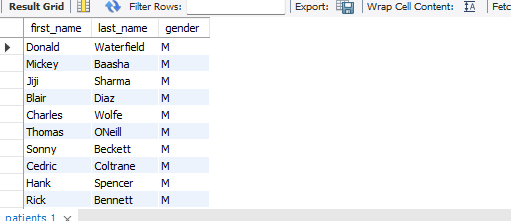 Result Grid Filter Rows: Export: Wrap Cell Content: Fetc
first_name last_name gender
Donald Waterfield M
Mickey Baasha M
Jiji Sharma M
Blair Diaz M
Charles Wolfe M
Thomas ONeill M
Sonny Beckett M
Cedric Coltrane M
Hank Spencer M
Rick Bennett M
patients 1